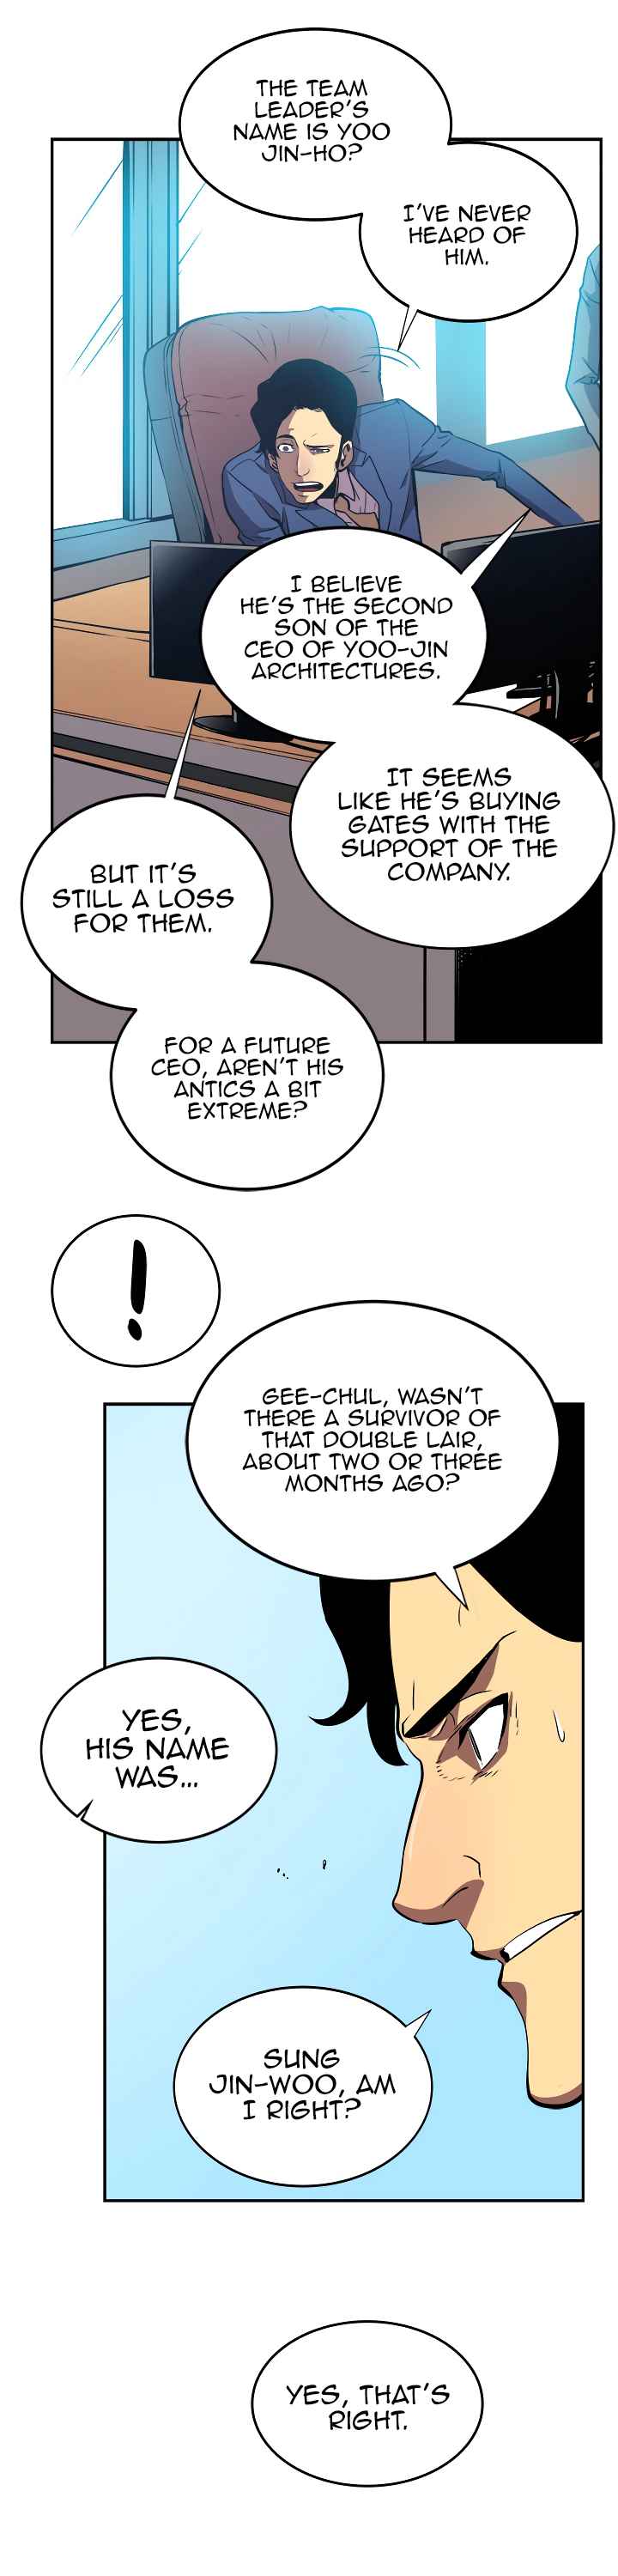 THE TEAM
LEADER'S
NAME IS YOO
JIN-HO?
I'VE NEVER
HEARD OF
HIM.
I BELIEVE
HE'S THE SECOND
SON OF THE
CEO OF YOO-JIN
ARCHITECTURES.
IT SEEMS
LIKE HE'S BUYING
GATES WITH THE
SUPPORT OF THE
COMPANY.
BUT IT'S
STILL A LOSS
FOR THEM.
FOR A FUTURE
CEO, AREN'T HIS
ANTICS A BIT
EXTREME?
!
GEE-CHUL, WASN'T
THERE A SURVIVOR OF
THAT DOUBLE LAIR,
ABOUT TWO OR THREE
MONTHS AGO?
YES,
HIS NAME
WAS...
SUNG
JIN-WOO, AM
I RIGHT?
YES, THAT'S
RIGHT.